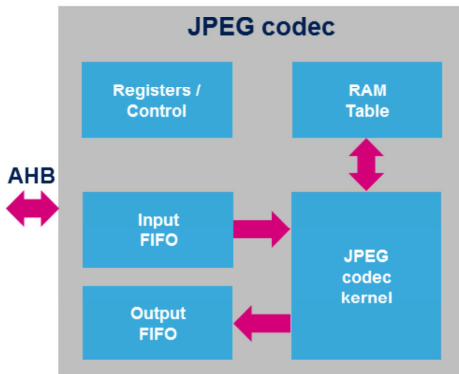 JPEG codec
Registers /
Control
RAM
Table
AHB
Input
FIFO
JPEG
codec
kernel
Output
FIFO